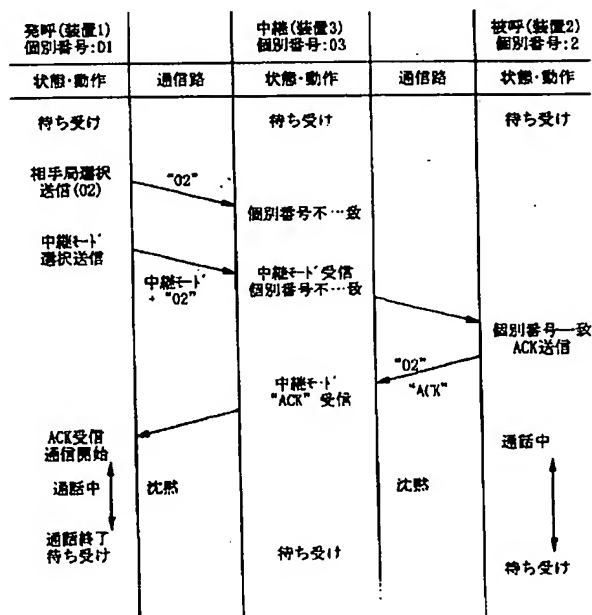 発呼(装置1)
個別番号:01
中継(装置3)
個別番号:03
被呼(装置2)
個別番号:2
状態・動作
通信路
状態・動作
通信路
状態・動作
待ち受け
待ち受け
待ち受け
相手局選択
送信(02)
"02"
個別番号不…致
中継モード
選択送信
中継モード
+ "02"
中継モード受信
個別番号不…致
個別番号一致
ACK送信
"02"
"ACK"
中継モード
"ACK" 受信
ACK受信
通信開始
通話中
通話中
沈黙
沈黙
通話終了
待ち受け
待ち受け
待ち受け